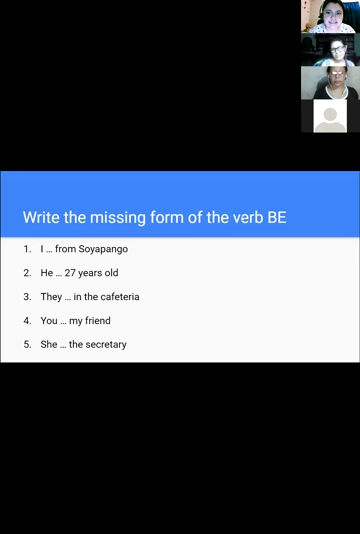 Write the missing form of the verb BE
1. I ... from Soyapango
2. He ... 27 years old
3. They ... in the cafeteria
4. You ... my friend
5. She ... the secretary